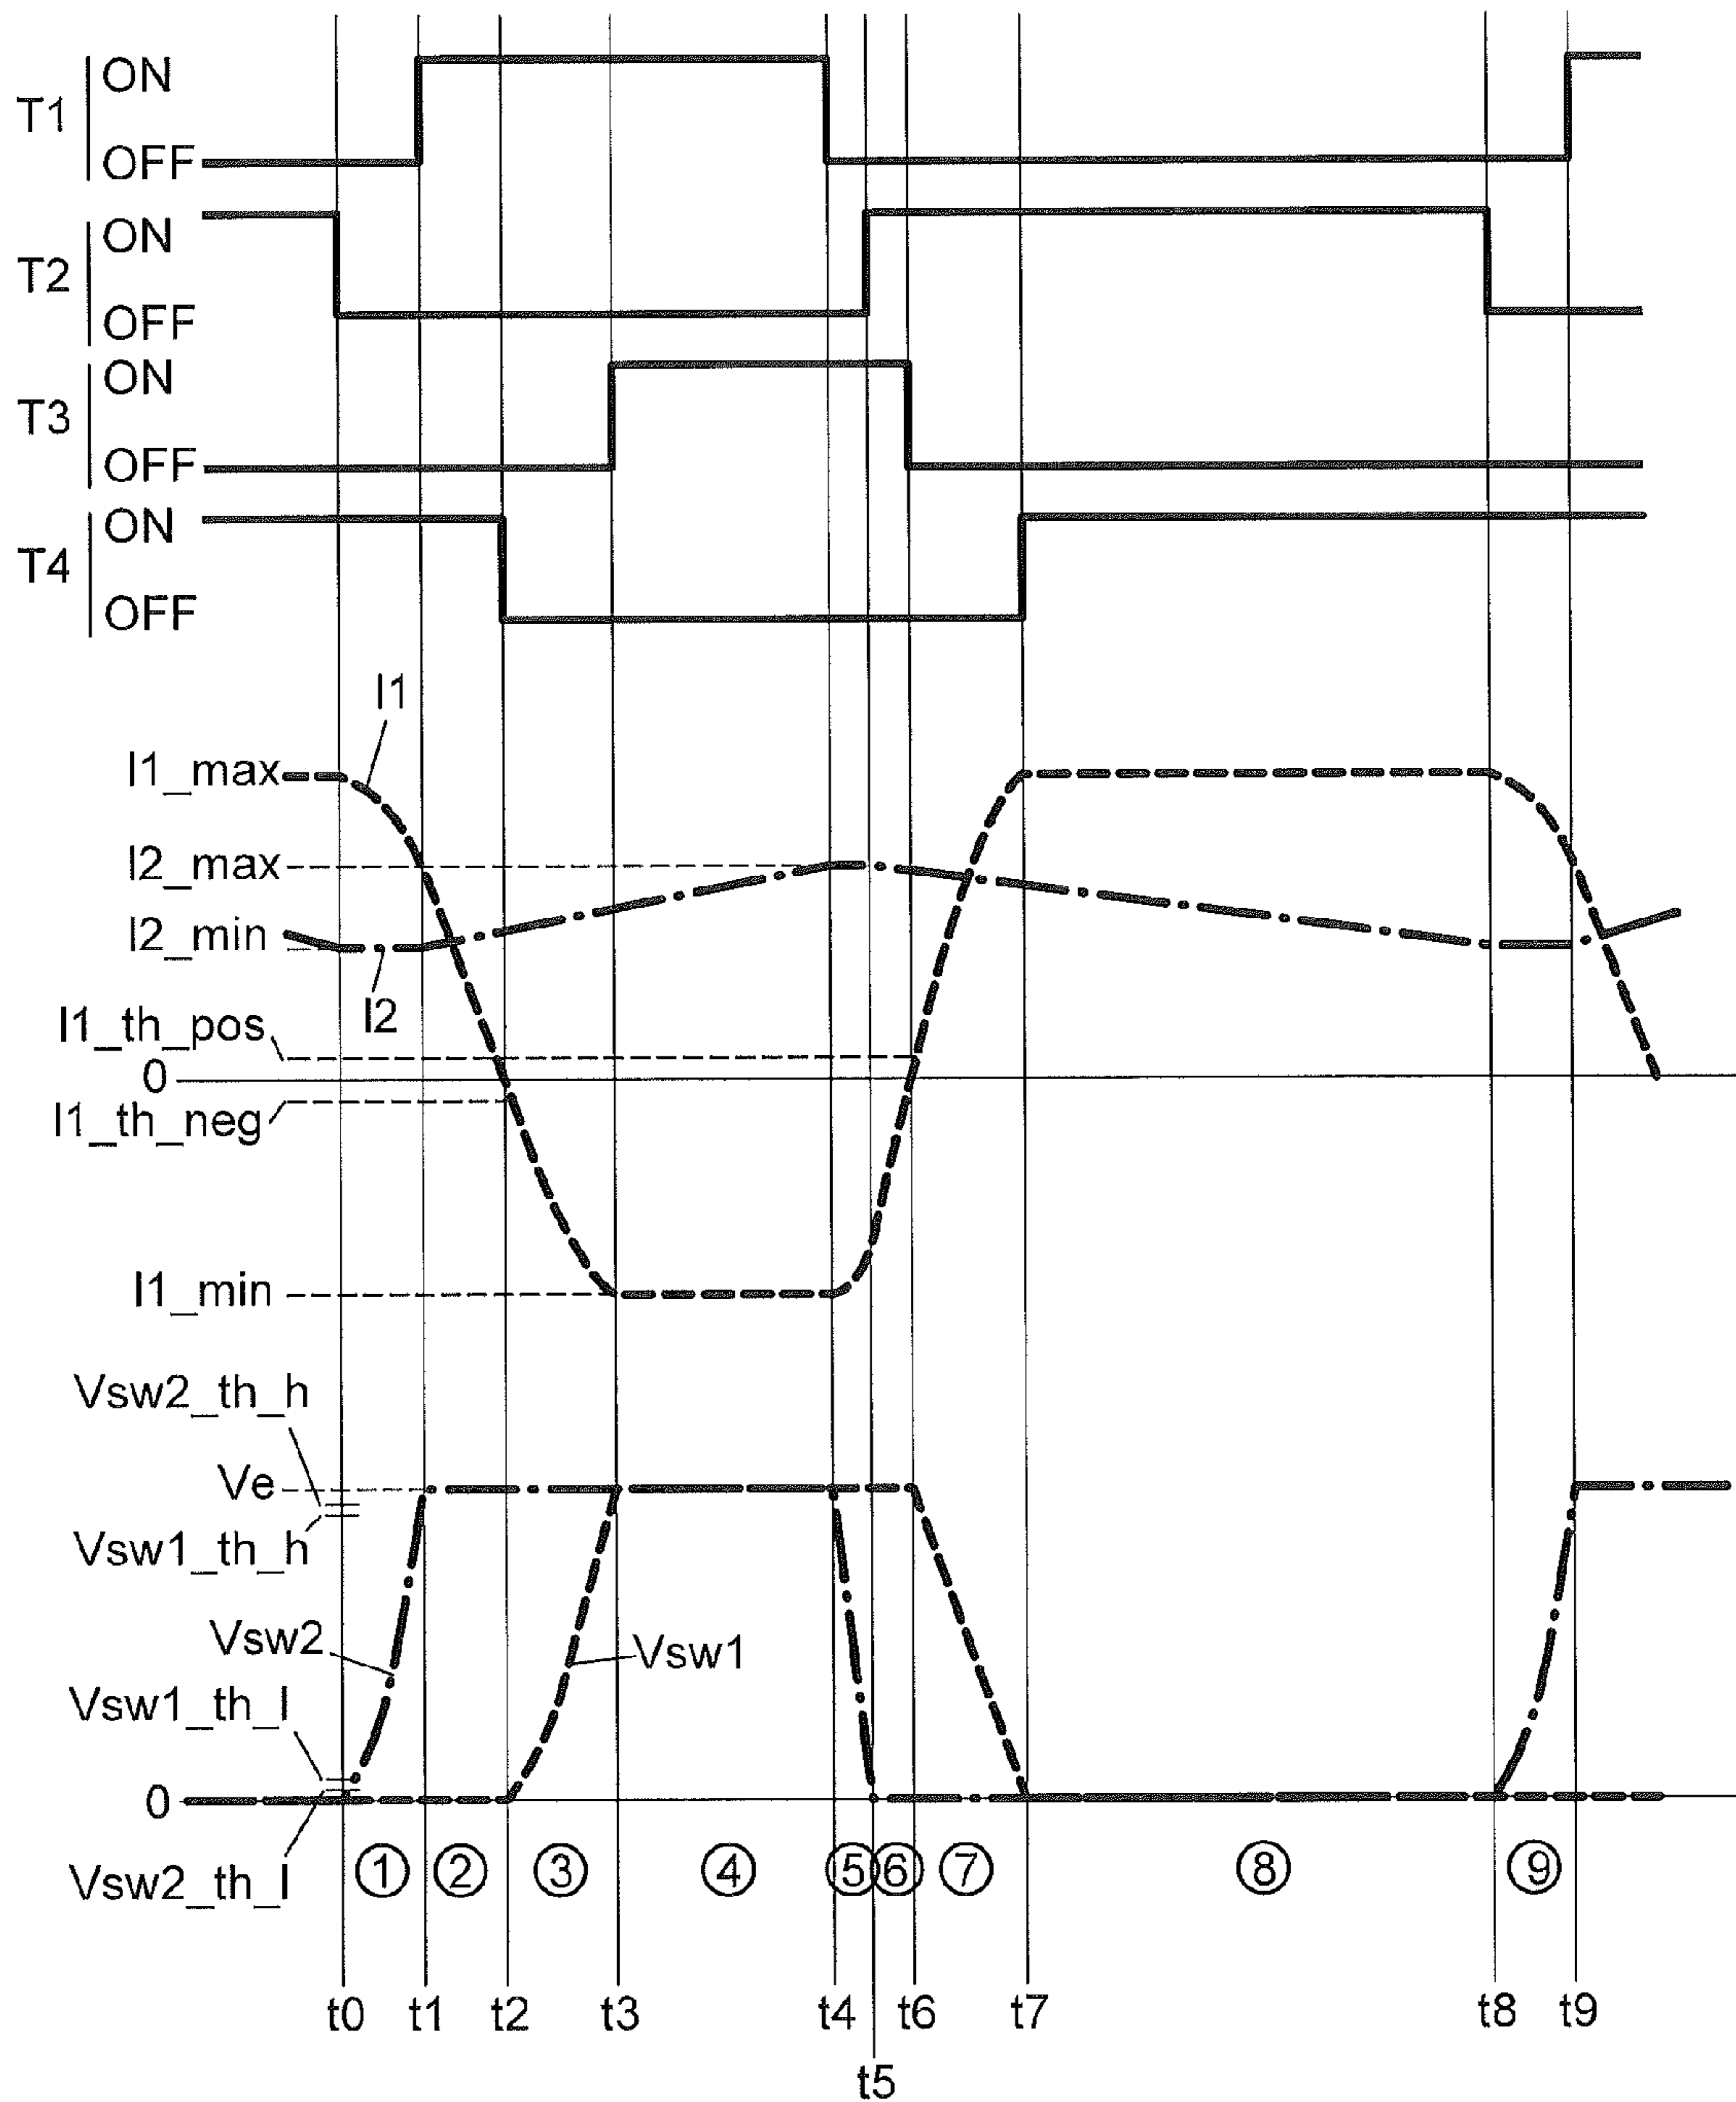 T1
ON
OFF
T2
ON
OFF
T3
ON
OFF
T4
ON
OFF
I1
I1_max
I2_max
I2_min
I2
I1_th_pos
0
I1_th_neg
I1_min
Vsw2_th_h
Ve
Vsw1_th_h
Vsw2
Vsw1
Vsw1_th_l
0
Vsw2_th_l
1 2 3 4 5 6 7 8 9
t0 t1 t2 t3 t4 t6 t7 t8 t9
t5